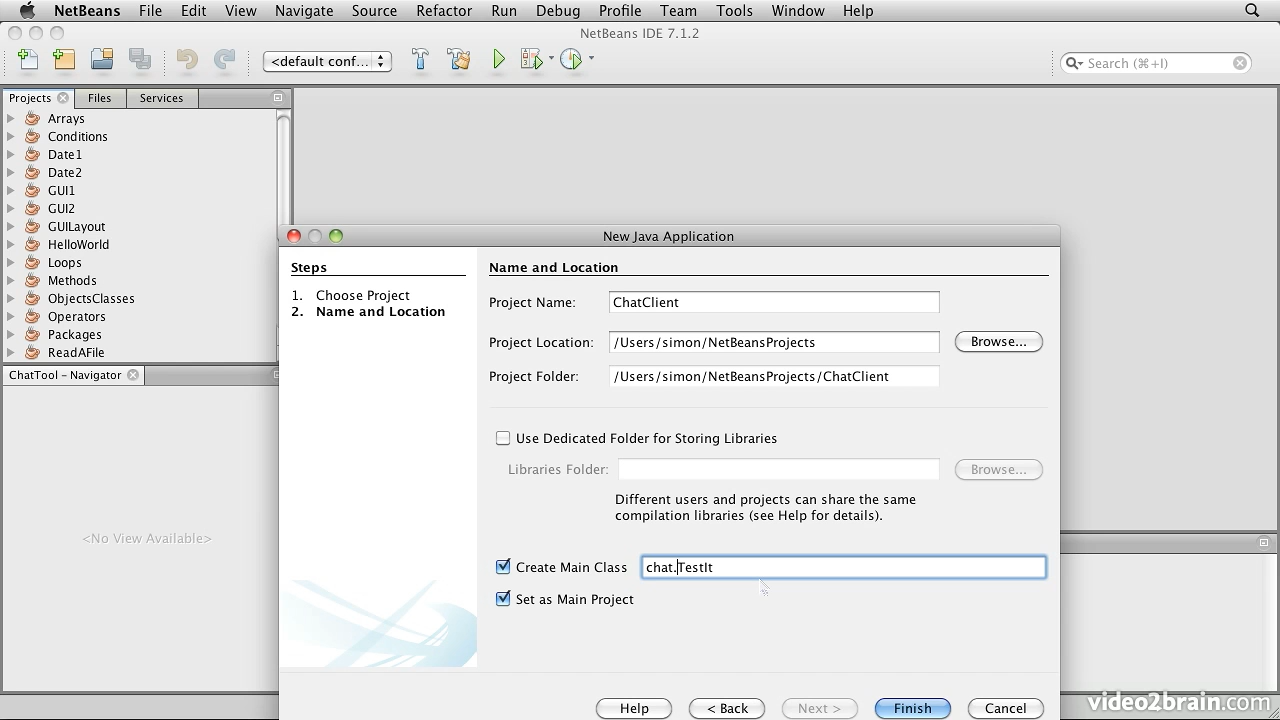 NetBeans File Edit View Navigate Source Refactor Run Debug Profile Team Tools Window Help
NetBeans IDE 7.1.2
<default conf...
Search (⌘+I)
Projects Files Services
Arrays
Conditions
Date1
Date2
GUI1
GUI2
GUILayout
HelloWorld
Loops
Methods
ObjectsClasses
Operators
Packages
ReadAFile
ChatTool - Navigator
<No View Available>
New Java Application
Steps
1. Choose Project
2. Name and Location
Name and Location
Project Name: ChatClient
Project Location: /Users/simon/NetBeansProjects Browse...
Project Folder: /Users/simon/NetBeansProjects/ChatClient
Use Dedicated Folder for Storing Libraries
Libraries Folder: Browse...
Different users and projects can share the same
compilation libraries (see Help for details).
Create Main Class chat.TestIt
Set as Main Project
Help < Back Next > Finish Cancel
video2brain.com